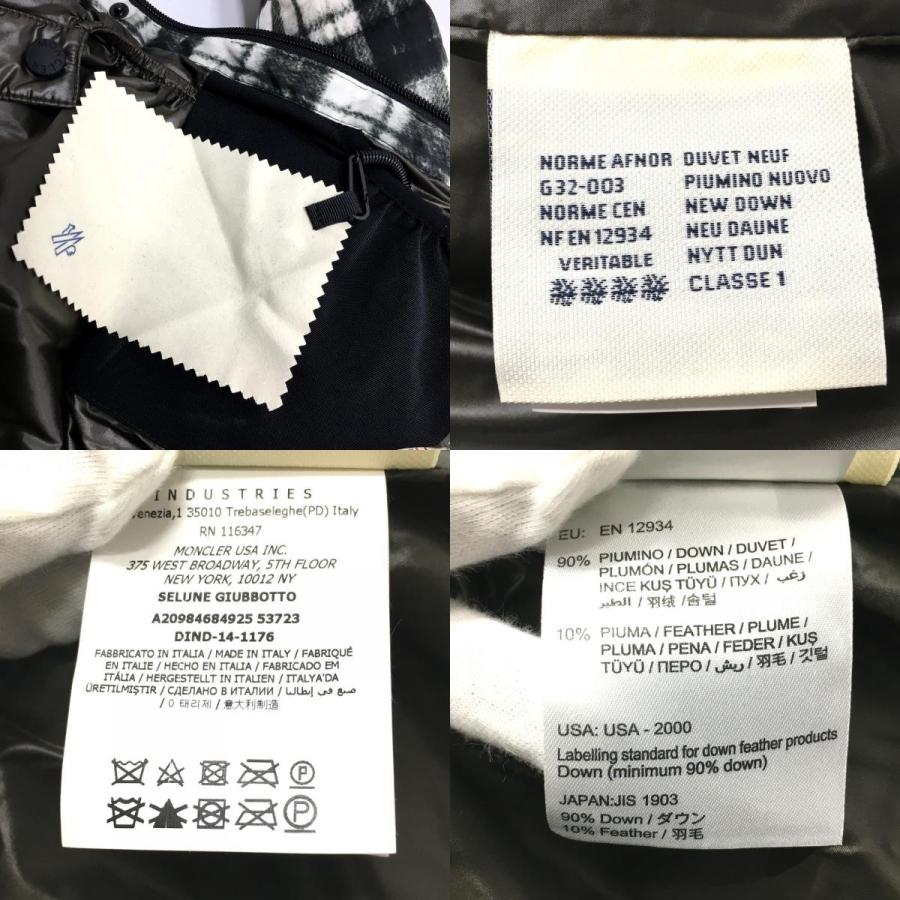 NORME AFNOR
G32-003
NORME CEN
NF EN 12934
VERITABLE
DUVET NEUF
PIUMINO NUOVO
NEW DOWN
NEU DAUNE
NYTT DUN
CLASSE 1
INDUSTRIES
Venezia,1 35010 Trebaseleghe(PD) Italy
RN 116347
MONCLER USA INC.
375 WEST BROADWAY, 5TH FLOOR
NEW YORK, 10012 NY
SELUNE GIUBBOTTO
A20984684925 53723
DIND-14-1176
FABBRICATO IN ITALIA / MADE IN ITALY / FABRIQUÉ
EN ITALIE / HECHO EN ITALIA / FABRICADO EM
ITÁLIA / HERGESTELLT IN ITALIEN / ITALYA'DA
ÜRETILMIŞTIR / СДЕЛАНО В ИТАЛИИ / صنع في إيطاليا
/ 이태리제 / 意大利制造
P
P
EU: EN 12934
90% PIUMINO / DOWN / DUVET /
PLUMÓN / PLUMAS / DAUNE /
INCE KUŞ TÜYÜ / ПУХ / زغب
الطير / 羽绒 / 솜털
10% PIUMA / FEATHER / PLUME /
PLUMA / PENA / FEDER / KUŞ
TÜYÜ / ПЕРО / ريش / 羽毛 / 깃털
USA: USA - 2000
Labelling standard for down feather products
Down (minimum 90% down)
JAPAN:JIS 1903
90% Down / ダウン
10% Feather / 羽毛